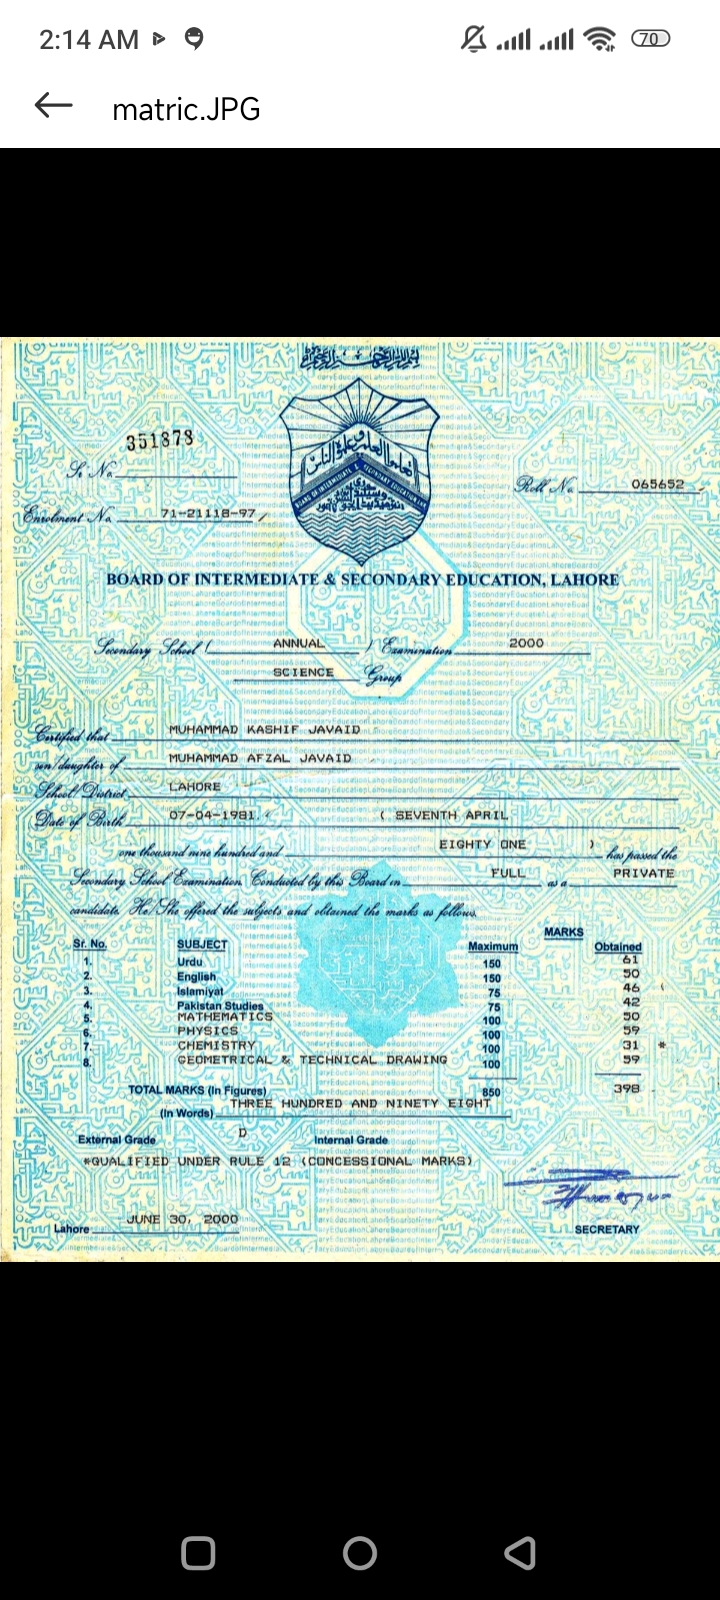 2:14 AM
70
matric.JPG
351878
Sr. No.
Roll No. 065652
Enrolment No. 71-21118-97
BOARD OF INTERMEDIATE & SECONDARY EDUCATION, LAHORE
Secondary School ( ANNUAL ) Examination 2000
SCIENCE Group
Certified that MUHAMMAD KASHIF JAVAID
son/daughter of MUHAMMAD AFZAL JAVAID
School/District LAHORE
Date of Birth 07-04-1981. ( SEVENTH APRIL
one thousand nine hundred and EIGHTY ONE ) has passed the
Secondary School Examination Conducted by this Board in FULL as a PRIVATE
candidate. He/She offered the subjects and obtained the marks as follows.
MARKS
Sr. No. SUBJECT Maximum Obtained
1. Urdu 150 61
2. English 150 50
3. Islamiyat 75 46
4. Pakistan Studies 75 42
5. MATHEMATICS 100 50
6. PHYSICS 100 59
7. CHEMISTRY 100 31 *
8. GEOMETRICAL & TECHNICAL DRAWING 100 59
TOTAL MARKS (In Figures) 850 398
(In Words) THREE HUNDRED AND NINETY EIGHT
External Grade D Internal Grade
*QUALIFIED UNDER RULE 12 (CONCESSIONAL MARKS)
Lahore JUNE 30, 2000
SECRETARY